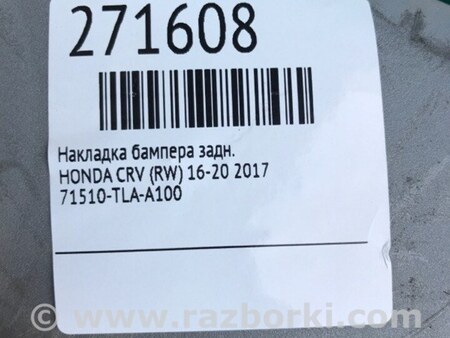 271608
Накладка бампера задн.
HONDA CRV (RW) 16-20 2017
71510-TLA-A100
© www.razborki.com